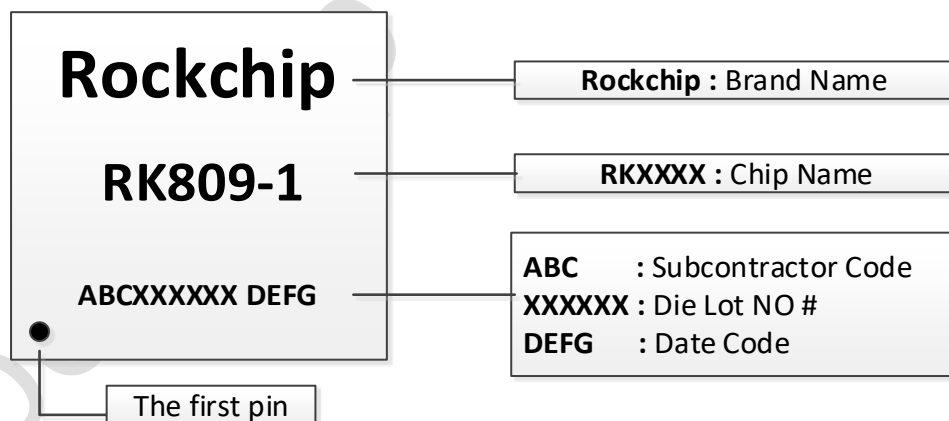 Rockchip
RK809-1
ABCXXXXXX DEFG
Rockchip : Brand Name
RKXXXX : Chip Name
ABC : Subcontractor Code
XXXXXX : Die Lot NO #
DEFG : Date Code
The first pin